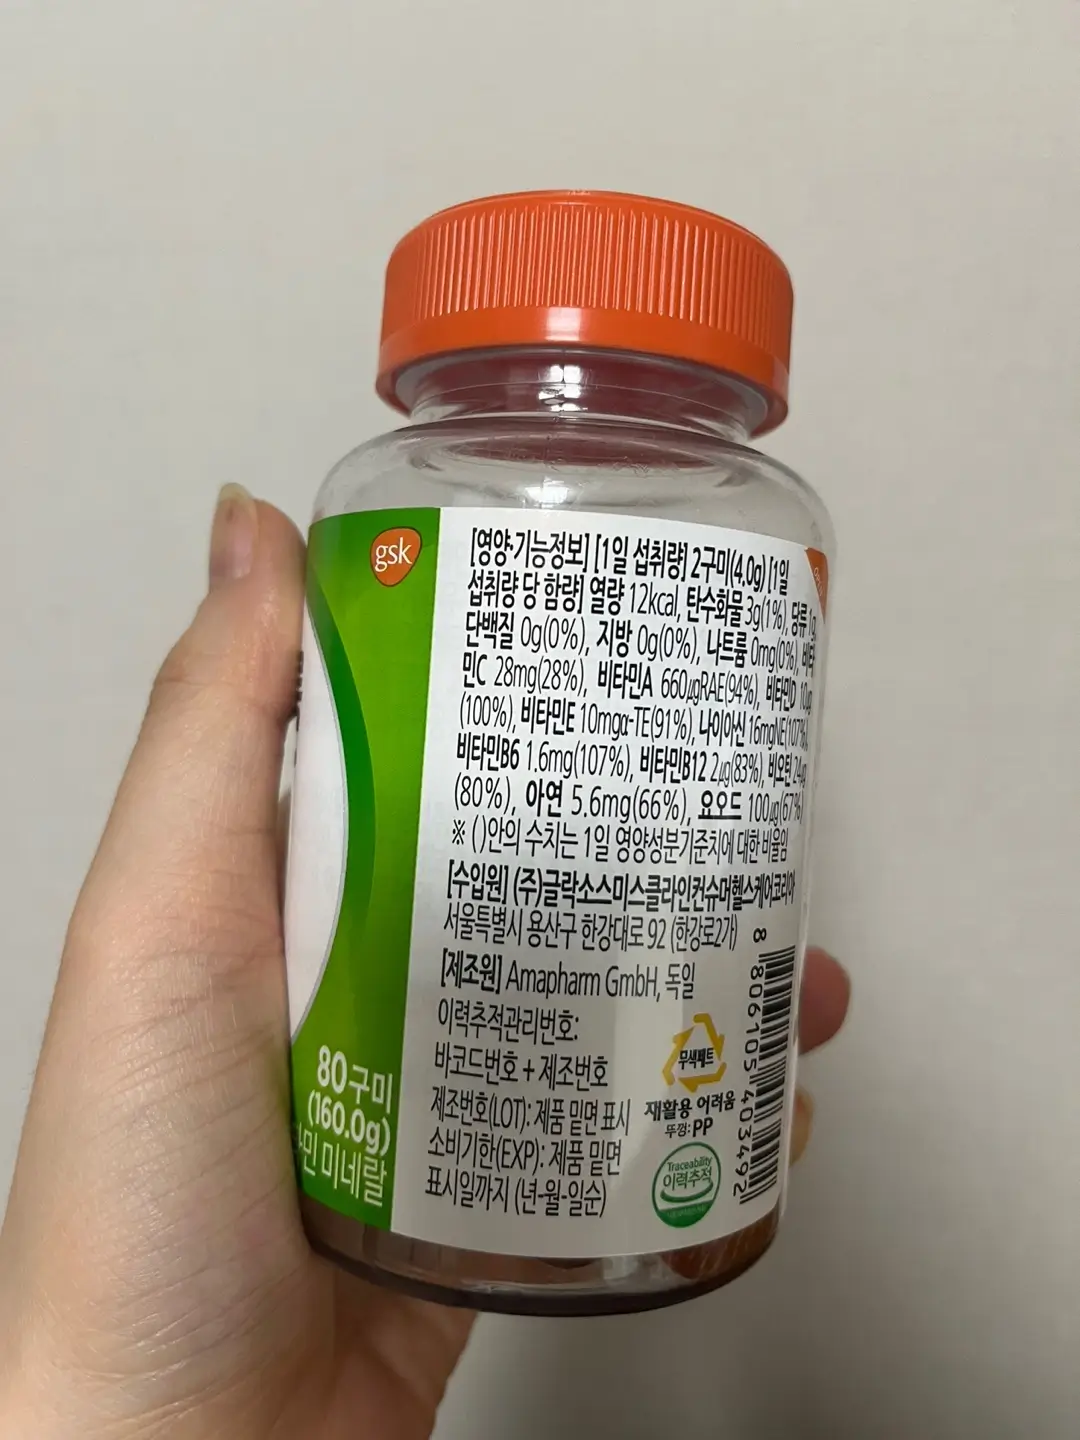 gsk
80구미
(160.0g)
민 미네랄
[영양·기능정보] [1일 섭취량] 2구미(4.0g) [1일
섭취량 당 함량] 열량 12kcal, 탄수화물 3g(1%), 당류 1g,
단백질 0g(0%), 지방 0g(0%), 나트륨 0mg(0%), 비타
민C 28mg(28%), 비타민A 660㎍RAE(94%), 비타민D 10㎍
(100%), 비타민E 10mgα-TE(91%), 나이아신 16mgNE(107%),
비타민B6 1.6mg(107%), 비타민B12 2㎍(83%), 비오틴 24㎍
(80%), 아연 5.6mg(66%), 요오드 100㎍(67%)
※ ( )안의 수치는 1일 영양성분기준치에 대한 비율임
[수입원] (주)글락소스미스클라인컨슈머헬스케어코리아
서울특별시 용산구 한강대로 92 (한강로2가)
[제조원] Amapharm GmbH, 독일
이력추적관리번호:
바코드번호 + 제조번호
제조번호(LOT): 제품 밑면 표시
소비기한(EXP): 제품 밑면
표시일까지 (년-월-일순)
무색페트
재활용 어려움
뚜껑: PP
Traceability
이력추적
8 806105 403492